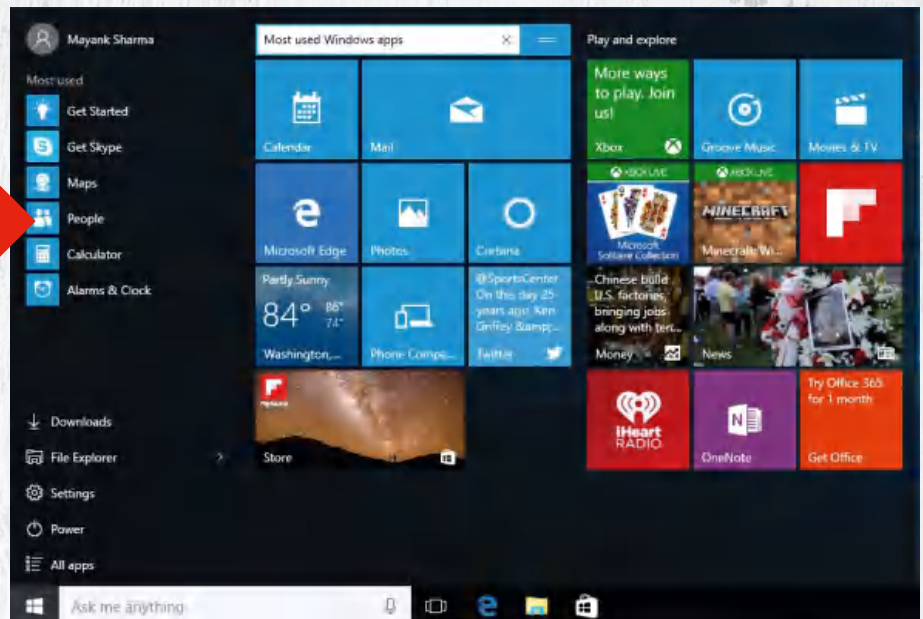 Mayank Sharma
Most used
Get Started
Get Skype
Maps
People
Calculator
Alarms & Clock
Downloads
File Explorer
Settings
Power
All apps
Ask me anything
Most used Windows apps
Calendar
Mail
Microsoft Edge
Photos
Cortana
Partly Sunny
84° 86°
74°
Washington,...
Phone Compa...
@SportsCenter
On this day 25
years ago: Ken
Griffey &amp;...
Twitter
Store
Play and explore
More ways
to play. Join
us!
Xbox
Groove Music
Movies & TV
XBOX LIVE
Microsoft
Solitaire Collection
XBOX LIVE
MINECRAFT
Minecraft: Wi...
Chinese build
U.S. factories,
bringing jobs
along with ten...
Money
News
iHeart
RADIO
N
OneNote
Try Office 365
for 1 month
Get Office